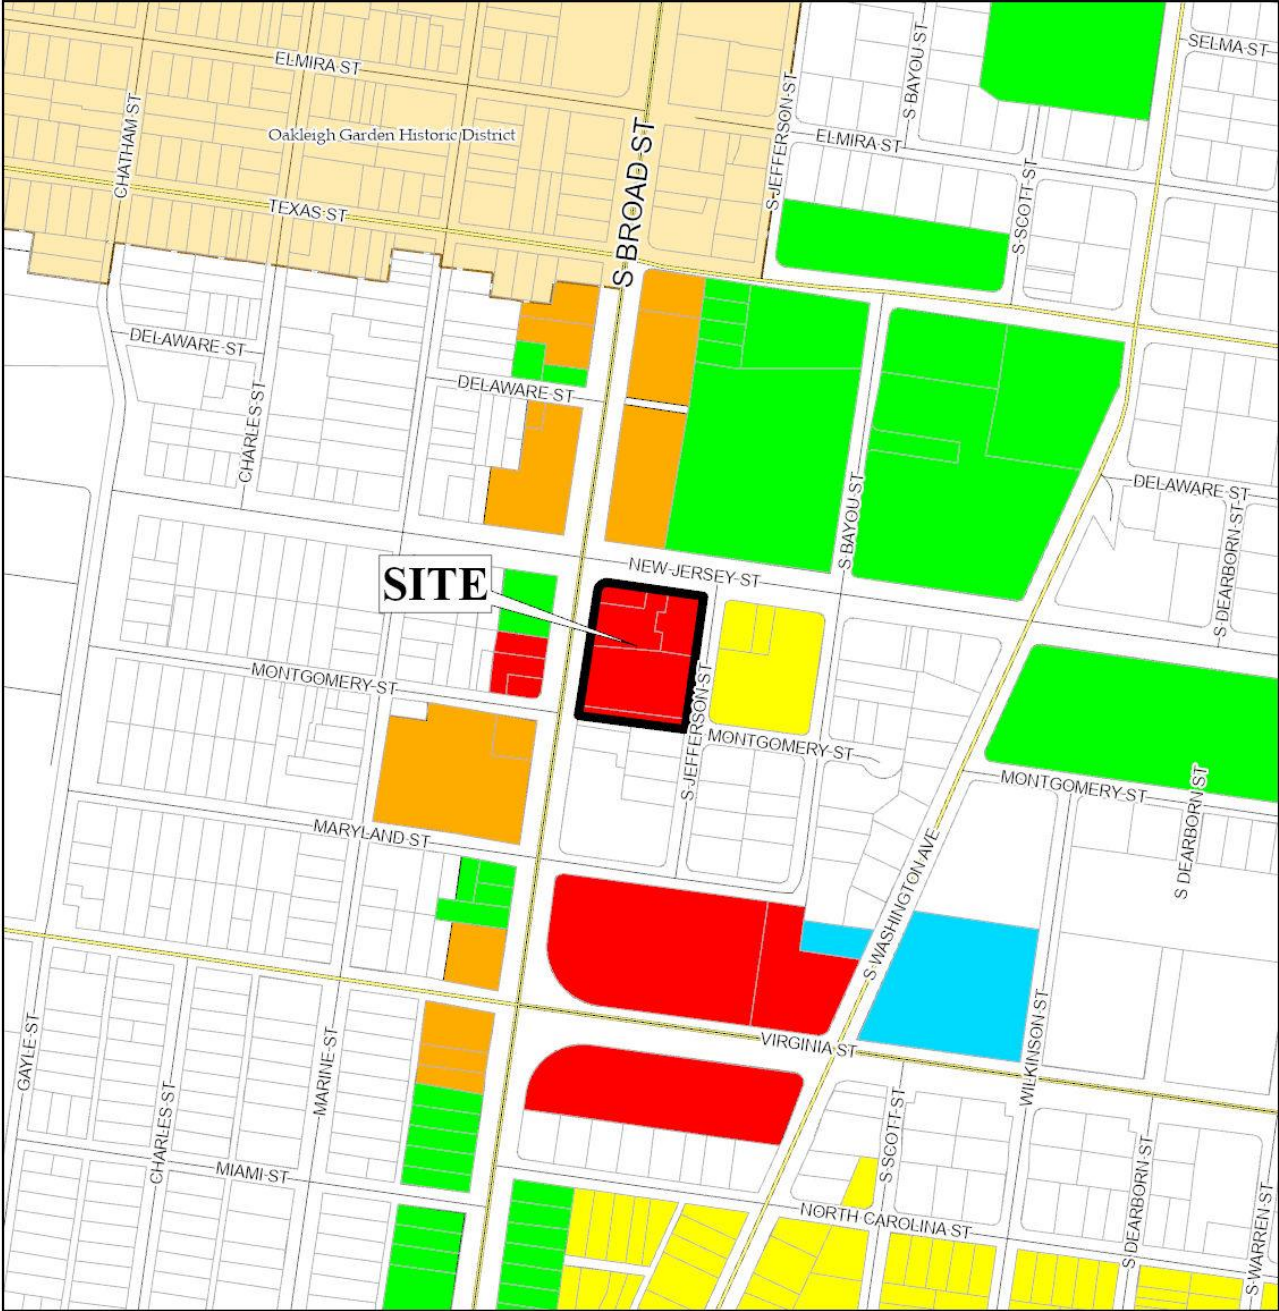 SELMA ST
S BAYOU ST
ELMIRA ST
CHATHAM ST
Oakleigh Garden Historic District
S JEFFERSON ST
ELMIRA ST
S BROAD ST
S SCOTT ST
TEXAS ST
DELAWARE ST
DELAWARE ST
CHARLES ST
DELAWARE ST
S BAYOU ST
S DEARBORN ST
SITE
NEW JERSEY ST
MONTGOMERY ST
S JEFFERSON ST
MONTGOMERY ST
MONTGOMERY ST
S DEARBORN ST
MARYLAND ST
S WASHINGTON AVE
VIRGINIA ST
WILKINSON ST
GAYLE ST
MARINE ST
CHARLES ST
S SCOTT ST
MIAMI ST
NORTH CAROLINA ST
S DEARBORN ST
S WARREN ST